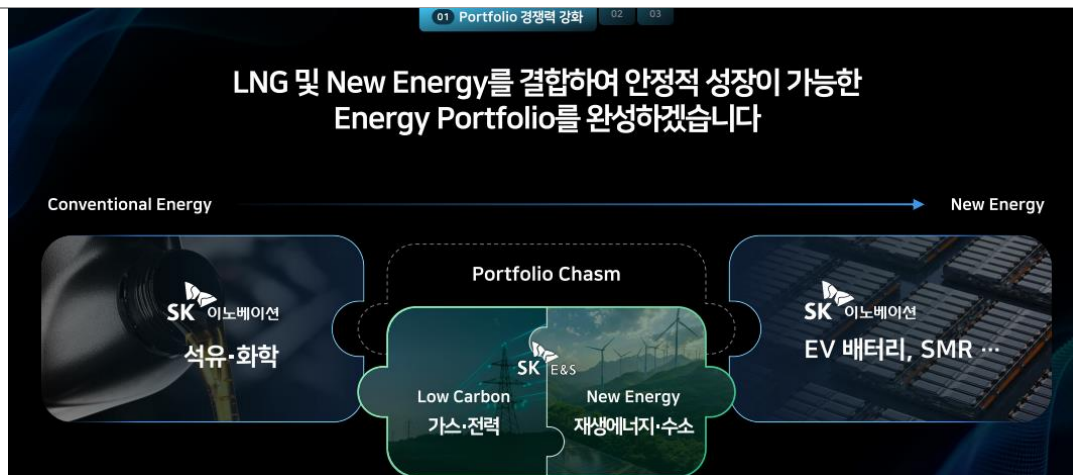 01 Portfolio 경쟁력 강화 02 03
LNG 및 New Energy를 결합하여 안정적 성장이 가능한
Energy Portfolio를 완성하겠습니다
Conventional Energy
New Energy
SK 이노베이션
석유·화학
Portfolio Chasm
SK E&S
Low Carbon
가스·전력
New Energy
재생에너지·수소
SK 이노베이션
EV 배터리, SMR ⋯